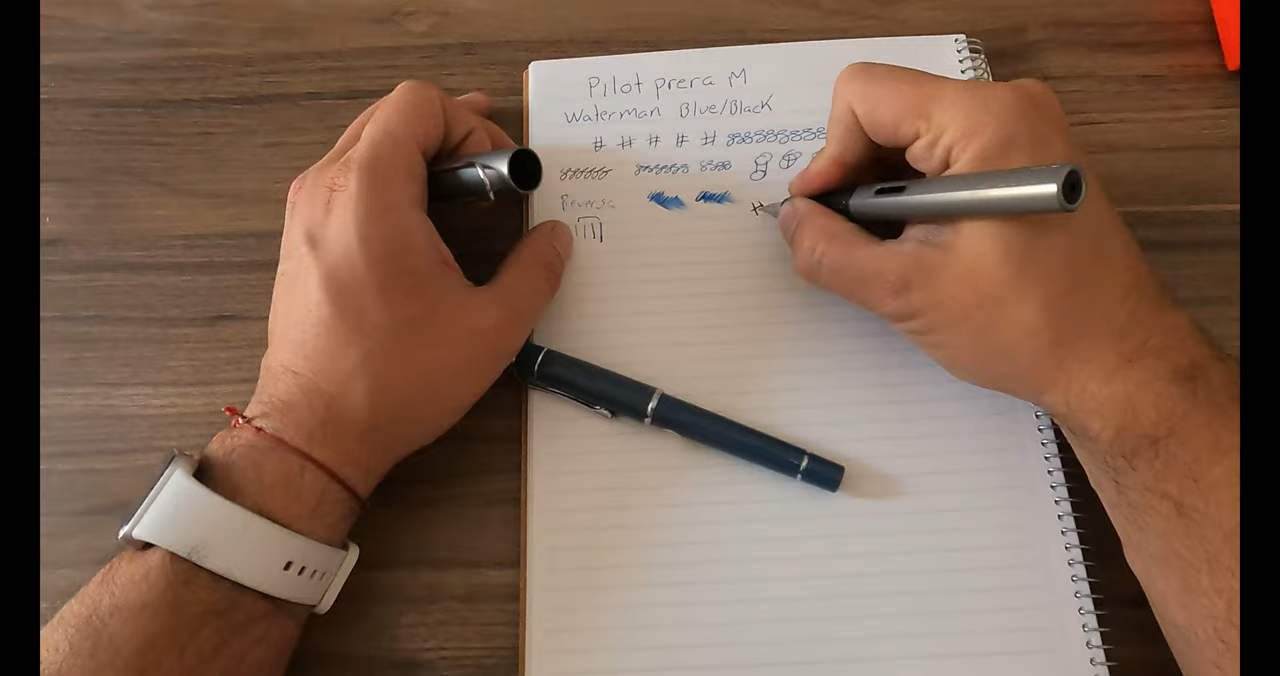 Pilot prera M
Waterman Blue/Black
# # # # #
Reverse
#